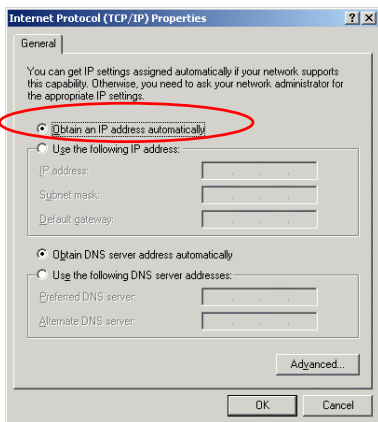 Internet Protocol (TCP/IP) Properties
General
You can get IP settings assigned automatically if your network supports
this capability. Otherwise, you need to ask your network administrator for
the appropriate IP settings.
Obtain an IP address automatically
Use the following IP address:
IP address:
Subnet mask:
Default gateway:
Obtain DNS server address automatically
Use the following DNS server addresses:
Preferred DNS server:
Alternate DNS server:
Advanced...
OK Cancel